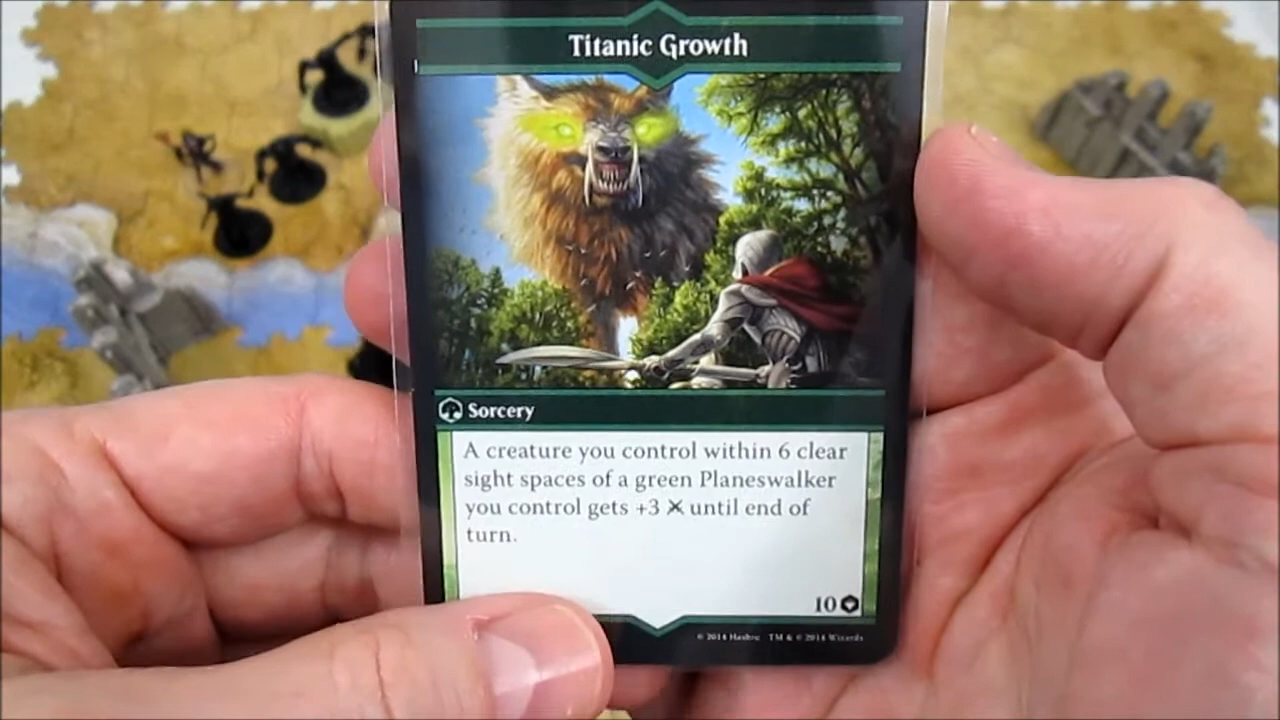 Titanic Growth
Sorcery
A creature you control within 6 clear
sight spaces of a green Planeswalker
you control gets +3 ⚔ until end of
turn.
10
© 2014 Hasbro TM & © 2014 Wizards